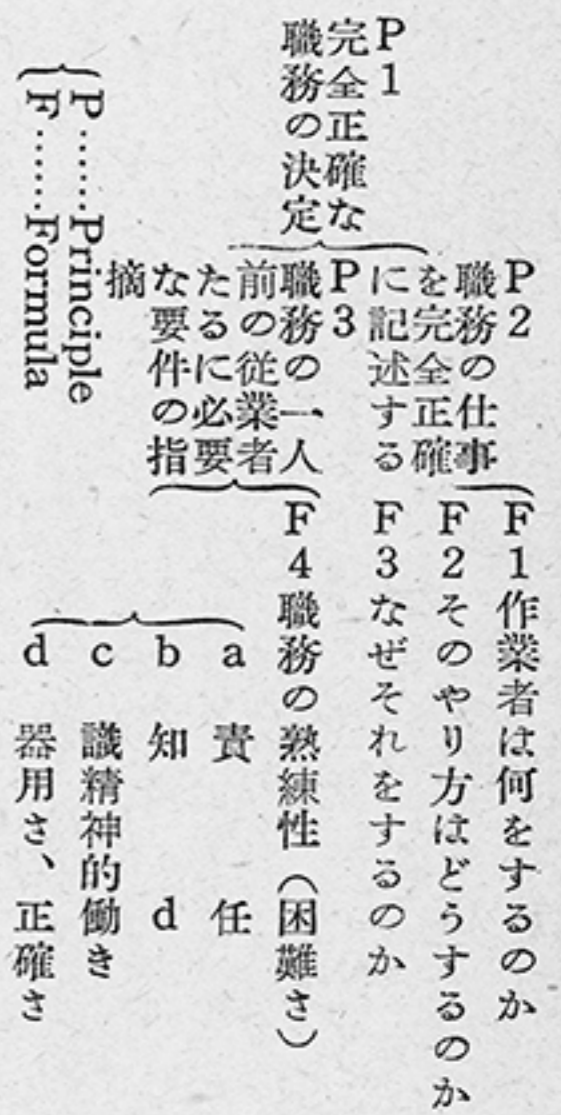 P1
完全正確な
職務の決定
P2
職務の仕事
を完全正確
に記述する
P3
職務の一人
前の従業者
たるに必要
な要件の指
摘
F1作業者は何をするのか
F2そのやり方はどうするのか
F3なぜそれをするのか
F4職務の熟練性(困難さ)
a 責任
b 知d
c 識精神的働き
d 器用さ、正確さ
P……Principle
F……Formula